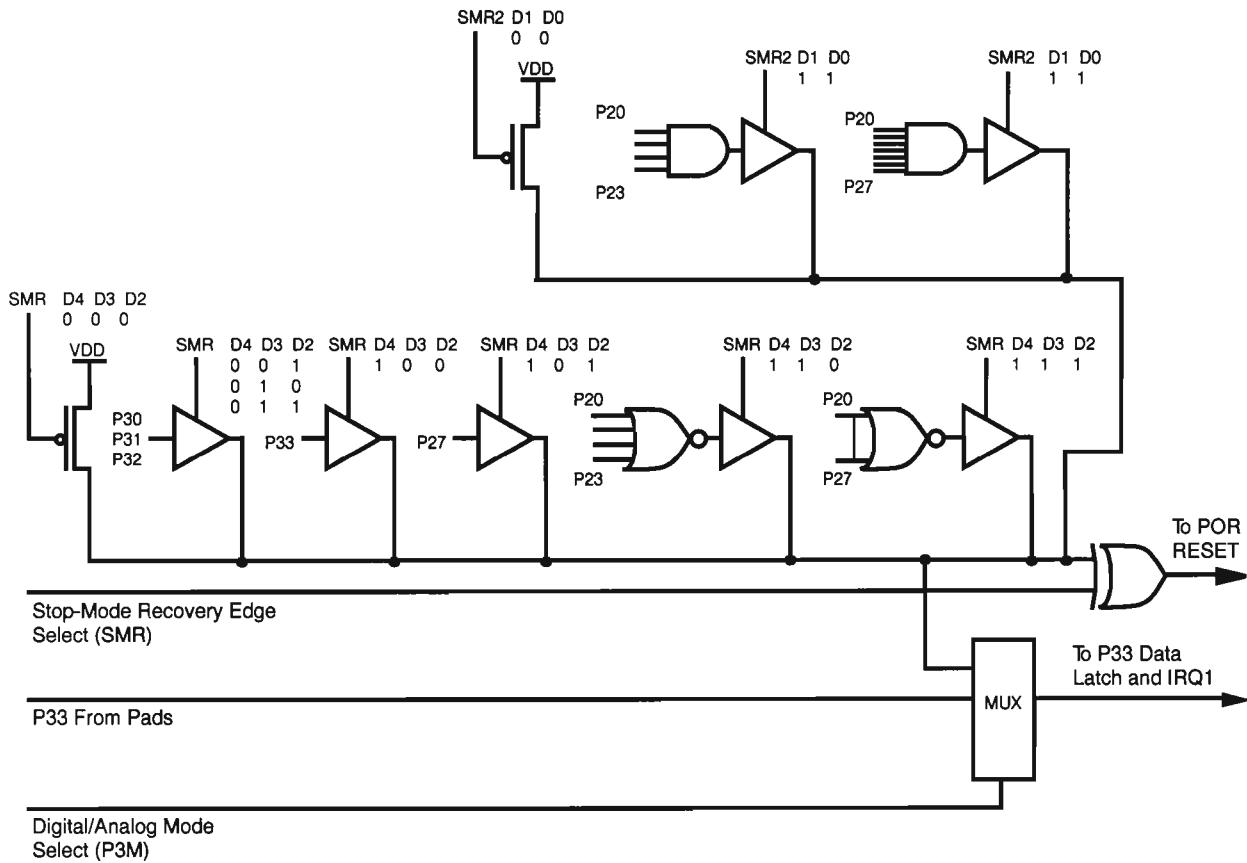 SMR2 D1 D0
0 0
VDD
SMR2 D1 D0
1 1
SMR2 D1 D0
1 1
P20
P23
P20
P27
SMR D4 D3 D2
0 0 0
VDD
SMR D4 D3 D2
0 0 1
0 1 0
0 1 1
SMR D4 D3 D2
1 0 0
SMR D4 D3 D2
1 0 1
SMR D4 D3 D2
1 1 0
SMR D4 D3 D2
1 1 1
P30
P31
P32
P33
P27
P20
P23
P20
P27
To POR
RESET
Stop-Mode Recovery Edge
Select (SMR)
To P33 Data
Latch and IRQ1
MUX
P33 From Pads
Digital/Analog Mode
Select (P3M)